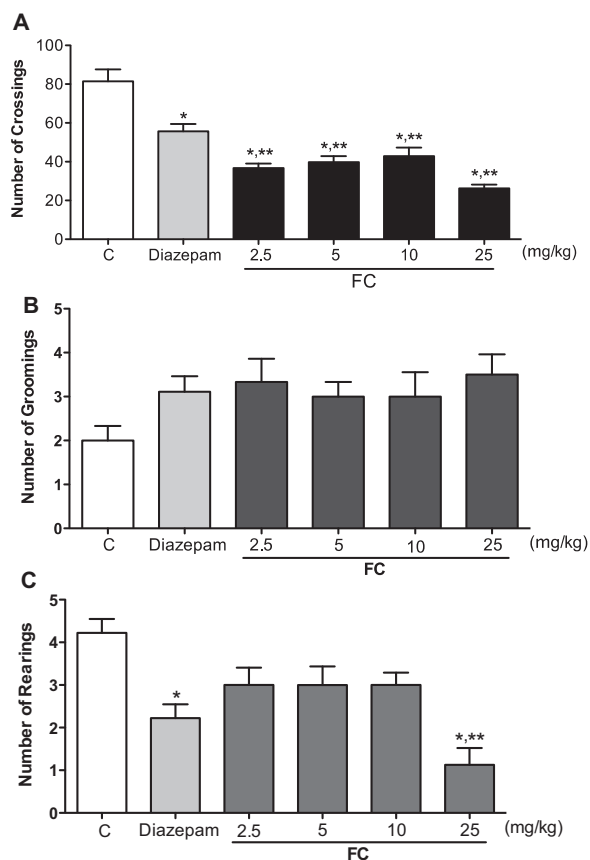 A
Number of Crossings
100
80
60
40
20
0
*
*,**
*,**
*,**
*,**
C Diazepam 2.5 5 10 25 (mg/kg)
FC
B
Number of Groomings
5
4
3
2
1
0
C Diazepam 2.5 5 10 25 (mg/kg)
FC
C
Number of Rearings
5
4
3
2
1
0
*
*,**
C Diazepam 2.5 5 10 25 (mg/kg)
FC